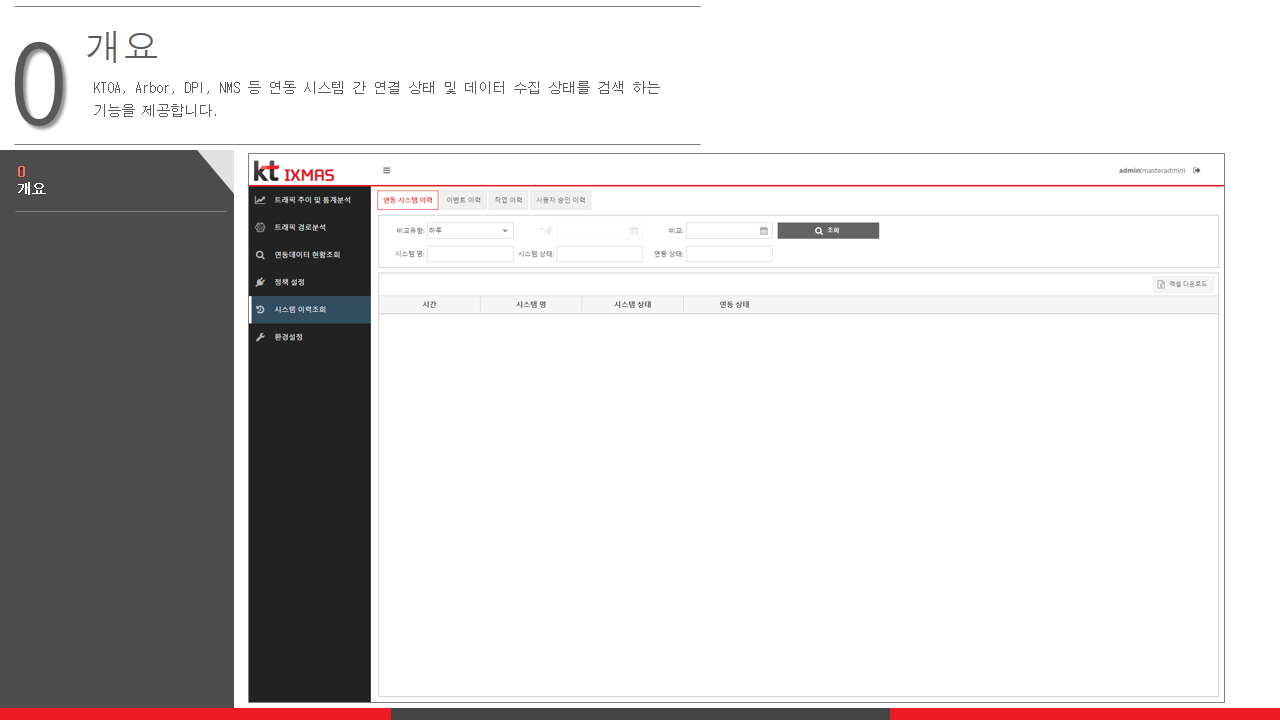 0
개요
KTOA, Arbor, DPI, NMS 등 연동 시스템 간 연결 상태 및 데이터 수집 상태를 검색 하는
기능을 제공합니다.
0
개요
kt IXMAS
admin(masteradmin)
트래픽 추이 및 통계분석
트래픽 경로분석
연동데이터 현황조회
정책 설정
시스템 이력조회
환경설정
연동 시스템 이력 이벤트 이력 작업 이력 사용자 승인 이력
비교유형: 하루 기준: 비교: 조회
시스템 명: 시스템 상태: 연동 상태:
엑셀 다운로드
시간 시스템 명 시스템 상태 연동 상태